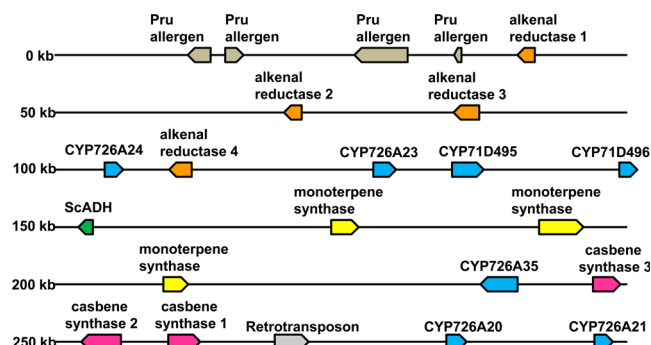 Pru
allergen
Pru
allergen
Pru
allergen
Pru
allergen
alkenal
reductase 1
0 kb
alkenal
reductase 2
alkenal
reductase 3
50 kb
CYP726A24
alkenal
reductase 4
CYP726A23
CYP71D495
CYP71D496
100 kb
ScADH
monoterpene
synthase
monoterpene
synthase
150 kb
monoterpene
synthase
CYP726A35
casbene
synthase 3
200 kb
casbene
synthase 2
casbene
synthase 1
Retrotransposon
CYP726A20
CYP726A21
250 kb